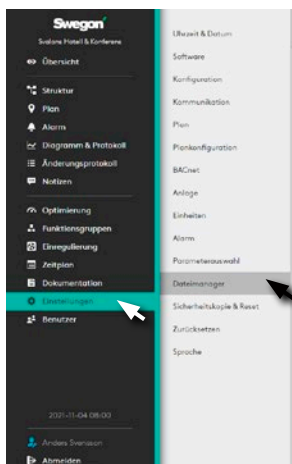 Swegon
Svalans Hotell & Konferens
Übersicht
Struktur
Plan
Alarm
Diagramm & Protokoll
Änderungsprotokoll
Notizen
Optimierung
Funktionsgruppen
Einregulierung
Zeitplan
Dokumentation
Einstellungen
Benutzer
2021-11-04 08:00
Anders Svensson
Abmelden
Uhrzeit & Datum
Software
Konfiguration
Kommunikation
Plan
Plankonfiguration
BACnet
Anlage
Einheiten
Alarm
Parameterauswahl
Dateimanager
Sicherheitskopie & Reset
Zurücksetzen
Sprache